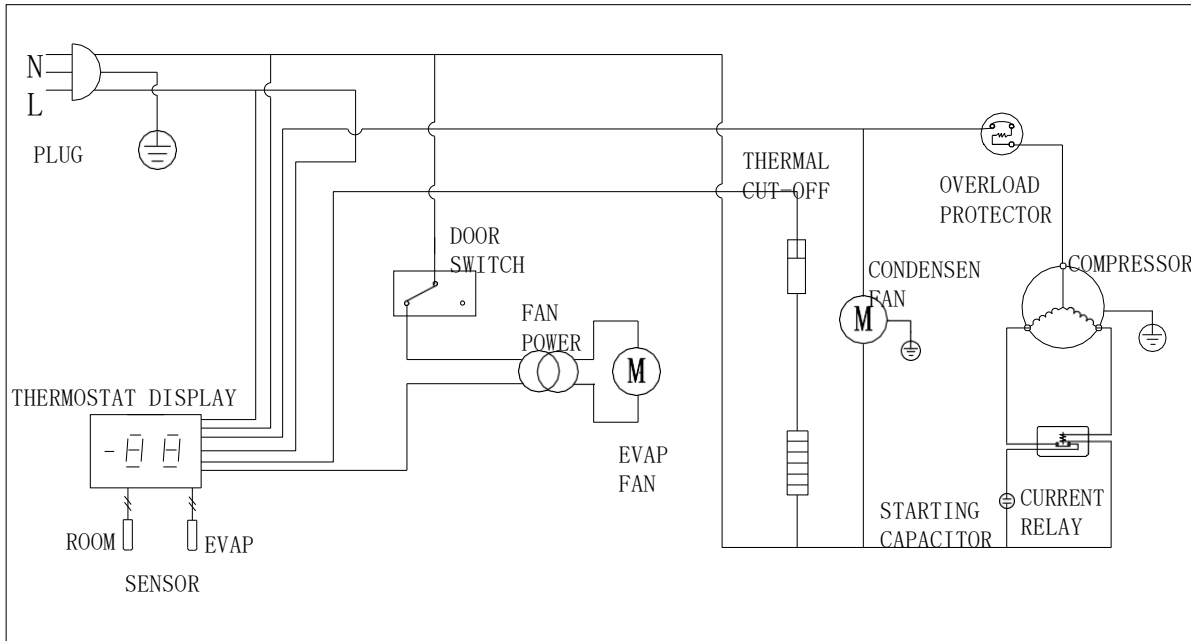 N
L
PLUG
THERMAL
CUT-OFF
OVERLOAD
PROTECTOR
DOOR
SWITCH
CONDENSEN
FAN
M
COMPRESSOR
FAN
POWER
M
THERMOSTAT DISPLAY
-88
EVAP
FAN
STARTING
CAPACITOR
CURRENT
RELAY
ROOM
EVAP
SENSOR